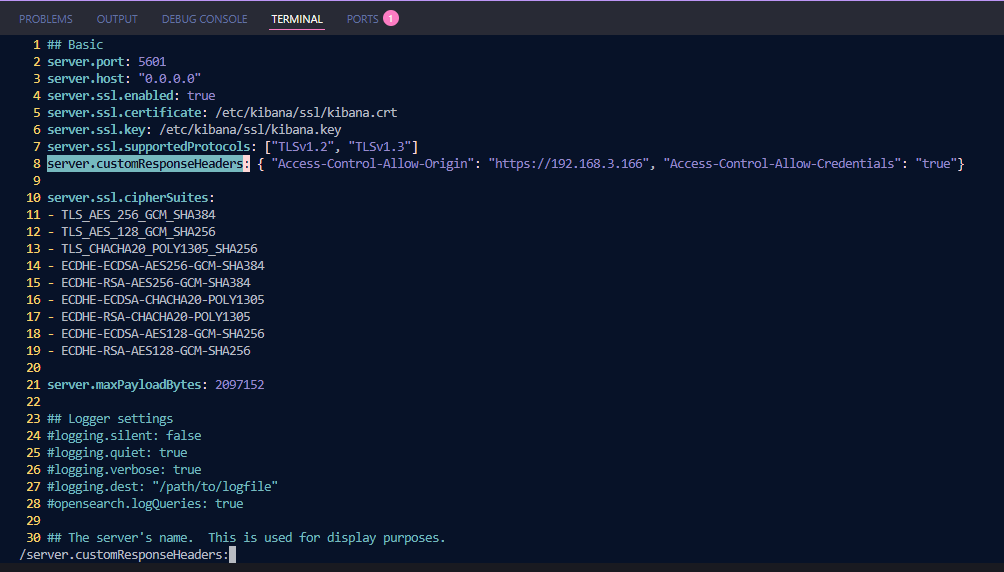 PROBLEMS OUTPUT DEBUG CONSOLE TERMINAL PORTS 1
1 ## Basic
2 server.port: 5601
3 server.host: "0.0.0.0"
4 server.ssl.enabled: true
5 server.ssl.certificate: /etc/kibana/ssl/kibana.crt
6 server.ssl.key: /etc/kibana/ssl/kibana.key
7 server.ssl.supportedProtocols: ["TLSv1.2", "TLSv1.3"]
8 server.customResponseHeaders: { "Access-Control-Allow-Origin": "https://192.168.3.166", "Access-Control-Allow-Credentials": "true"}
9
10 server.ssl.cipherSuites:
11 - TLS_AES_256_GCM_SHA384
12 - TLS_AES_128_GCM_SHA256
13 - TLS_CHACHA20_POLY1305_SHA256
14 - ECDHE-ECDSA-AES256-GCM-SHA384
15 - ECDHE-RSA-AES256-GCM-SHA384
16 - ECDHE-ECDSA-CHACHA20-POLY1305
17 - ECDHE-RSA-CHACHA20-POLY1305
18 - ECDHE-ECDSA-AES128-GCM-SHA256
19 - ECDHE-RSA-AES128-GCM-SHA256
20
21 server.maxPayloadBytes: 2097152
22
23 ## Logger settings
24 #logging.silent: false
25 #logging.quiet: true
26 #logging.verbose: true
27 #logging.dest: "/path/to/logfile"
28 #opensearch.logQueries: true
29
30 ## The server's name.  This is used for display purposes.
/server.customResponseHeaders: